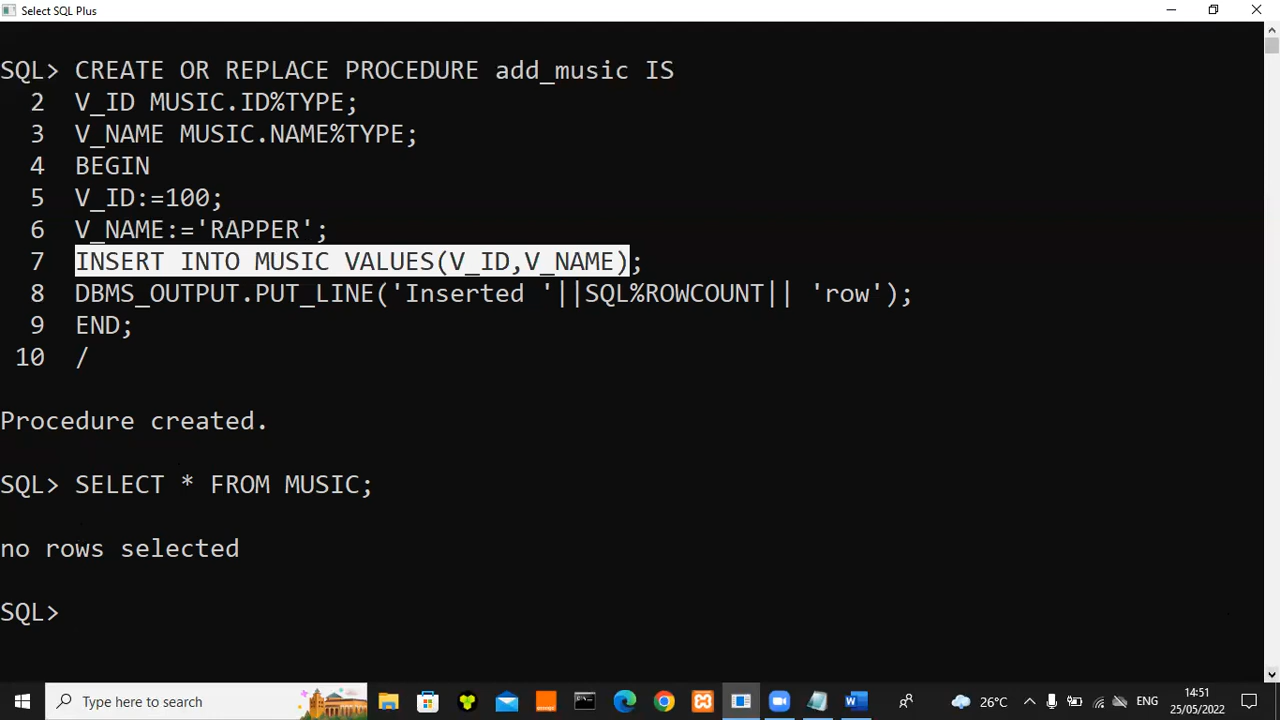 Select SQL Plus
SQL> CREATE OR REPLACE PROCEDURE add_music IS
2 V_ID MUSIC.ID%TYPE;
3 V_NAME MUSIC.NAME%TYPE;
4 BEGIN
5 V_ID:=100;
6 V_NAME:='RAPPER';
7 INSERT INTO MUSIC VALUES(V_ID,V_NAME);
8 DBMS_OUTPUT.PUT_LINE('Inserted '||SQL%ROWCOUNT|| 'row');
9 END;
10 /
Procedure created.
SQL> SELECT * FROM MUSIC;
no rows selected
SQL>
Type here to search
26°C
ENG
14:51
25/05/2022